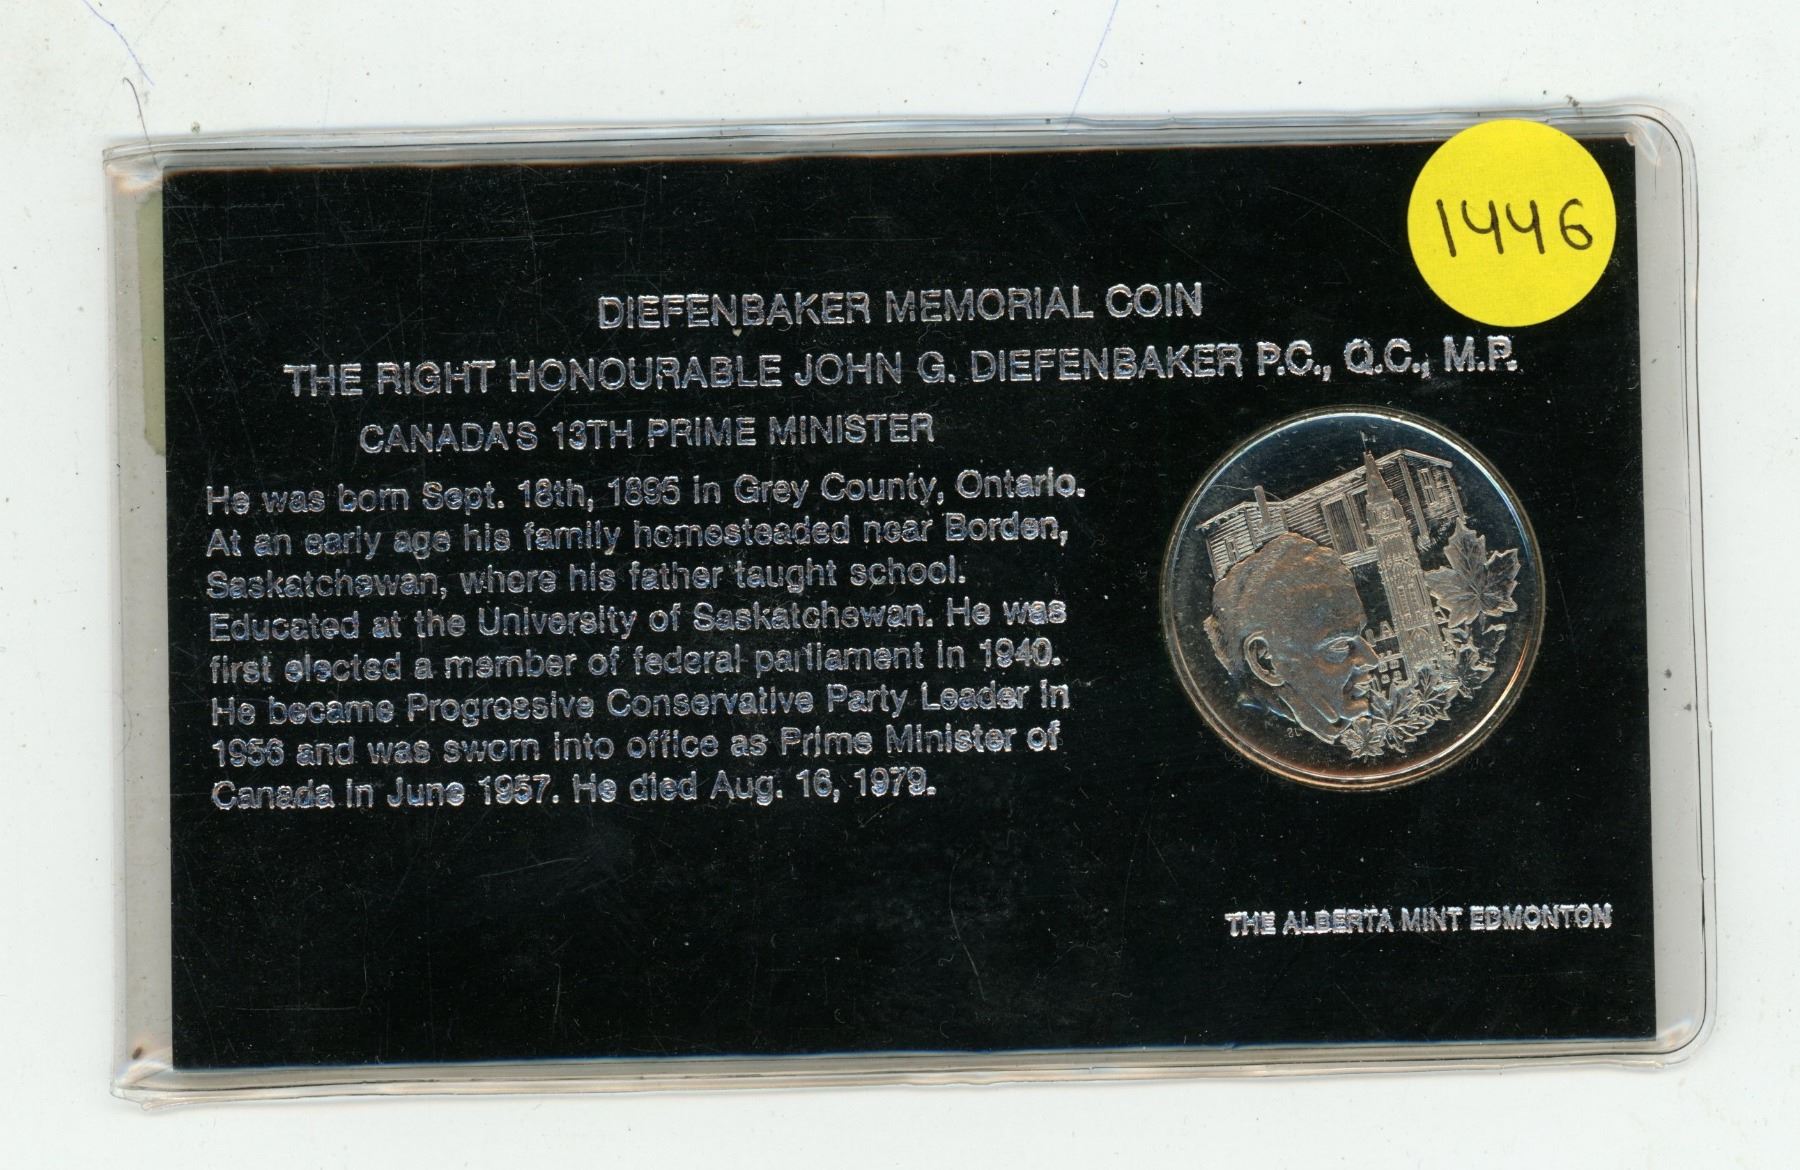 1446
DIEFENBAKER MEMORIAL COIN
THE RIGHT HONOURABLE JOHN G. DIEFENBAKER P.C., Q.C., M.P.
CANADA'S 13TH PRIME MINISTER
He was born Sept. 18th, 1895 in Grey County, Ontario.
At an early age his family homesteaded near Borden,
Saskatchewan, where his father taught school.
Educated at the University of Saskatchewan. He was
first elected a member of federal parliament in 1940.
He became Progressive Conservative Party Leader in
1956 and was sworn into office as Prime Minister of
Canada in June 1957. He died Aug. 16, 1979.
THE ALBERTA MINT EDMONTON